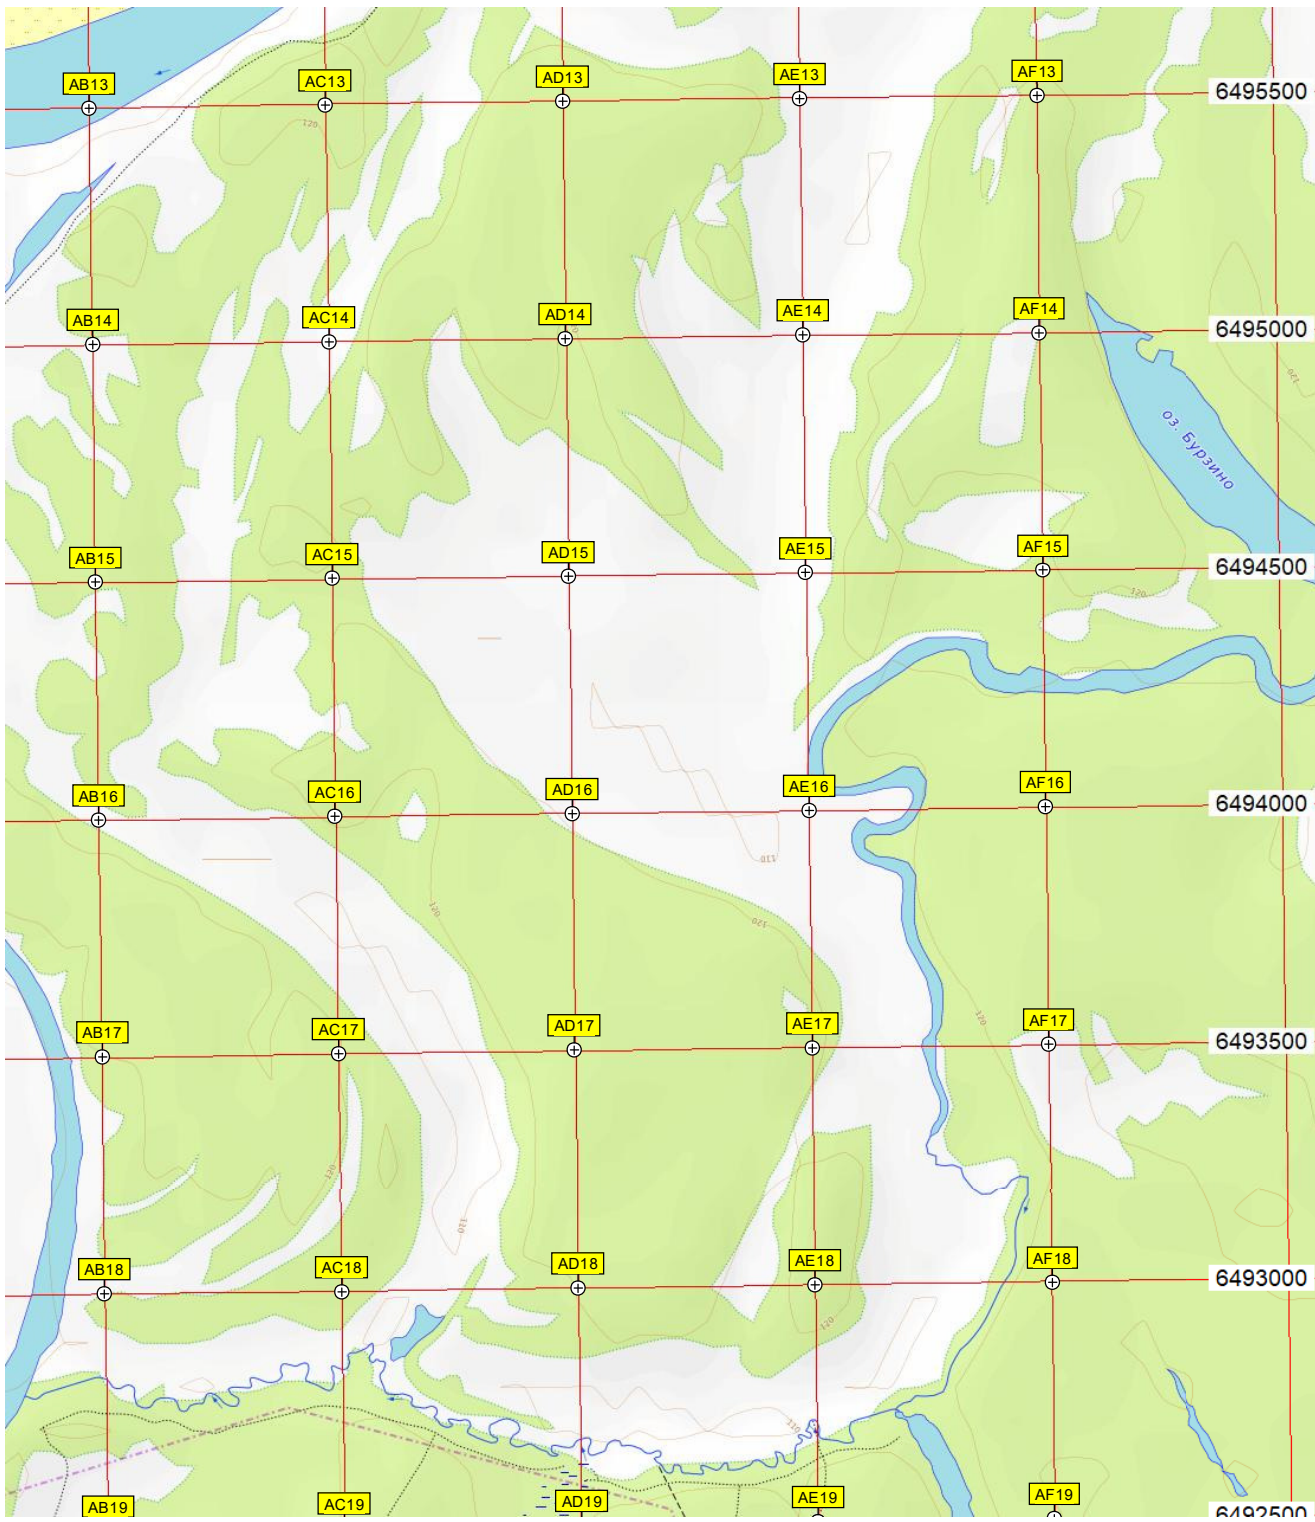 AB13
AC13
AD13
AE13
AF13
6495500
120
AB14
AC14
AD14
AE14
AF14
6495000
120
оз. Бурзино
AB15
AC15
AD15
AE15
AF15
6494500
120
AB16
AC16
AD16
AE16
AF16
6494000
110
120
120
AB17
AC17
AD17
AE17
AF17
120
6493500
120
110
AB18
AC18
AD18
AE18
AF18
6493000
120
110
AB19
AC19
AD19
AE19
AF19
6492500